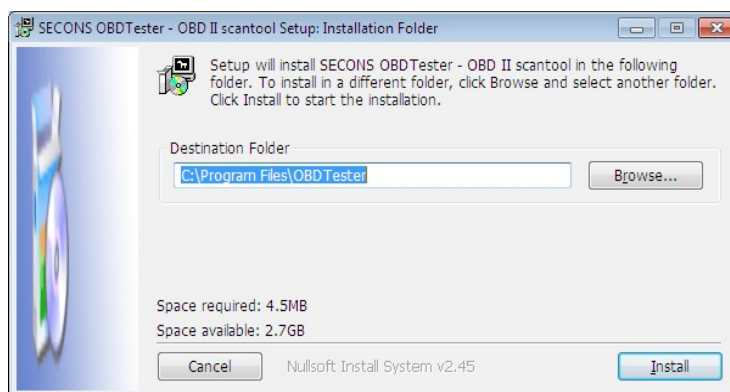 SECONS OBDTester - OBD II scantool Setup: Installation Folder
Setup will install SECONS OBDTester - OBD II scantool in the following
folder. To install in a different folder, click Browse and select another folder.
Click Install to start the installation.
Destination Folder
C:\Program Files\OBDTester
Browse...
Space required: 4.5MB
Space available: 2.7GB
Cancel
Nullsoft Install System v2.45
Install